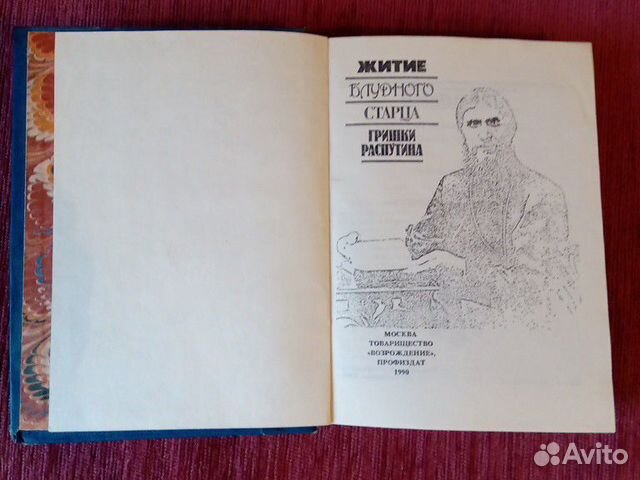 ЖИТИЕ
БЛУДНОГО
СТАРЦА
ГРИШКИ
РАСПУТИНА
МОСКВА
ТОВАРИЩЕСТВО
«ВОЗРОЖДЕНИЕ»,
ПРОФИЗДАТ
1990
Avito